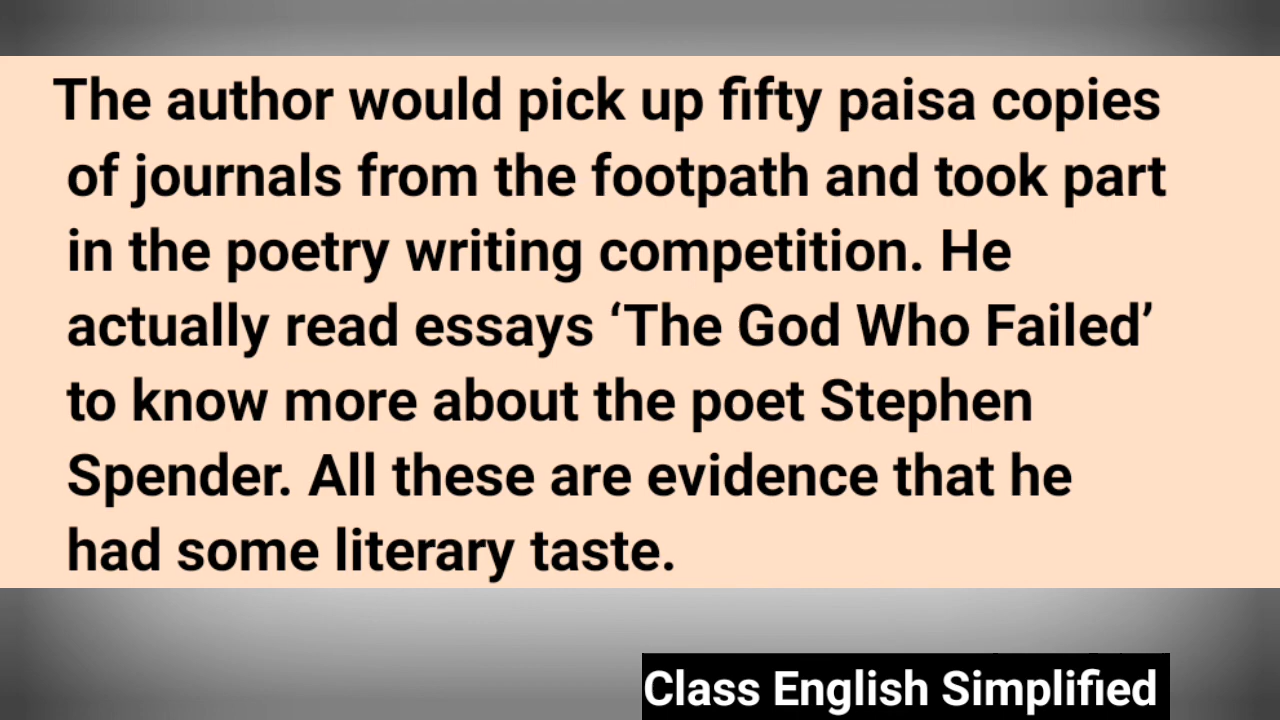 The author would pick up fifty paisa copies
of journals from the footpath and took part
in the poetry writing competition. He
actually read essays ‘The God Who Failed’
to know more about the poet Stephen
Spender. All these are evidence that he
had some literary taste.
Class English Simplified